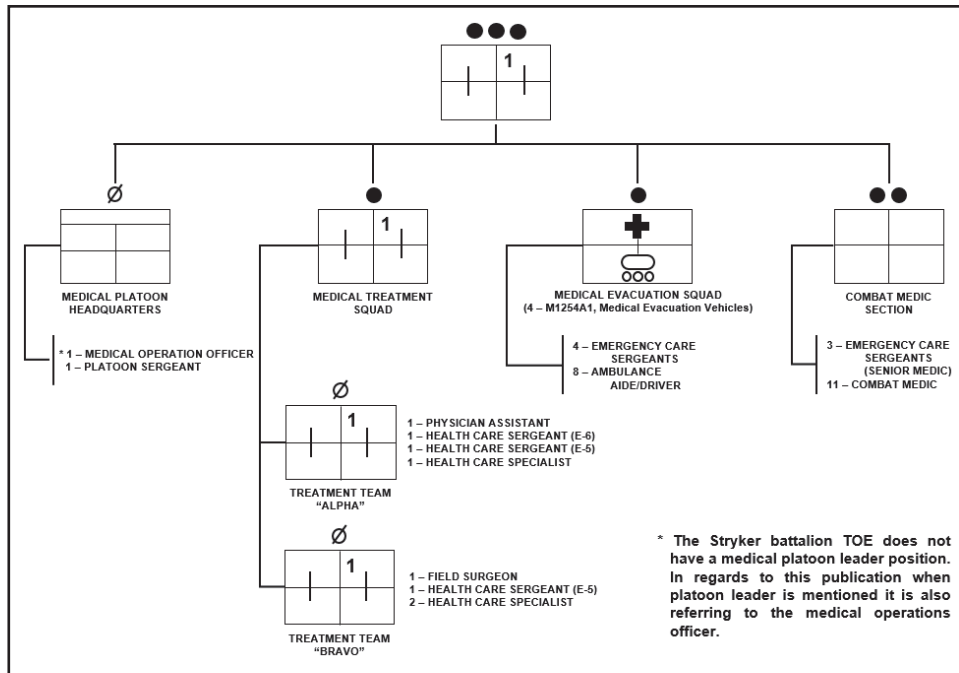 1
MEDICAL PLATOON
HEADQUARTERS
* 1 – MEDICAL OPERATION OFFICER
1 – PLATOON SERGEANT
1
MEDICAL TREATMENT
SQUAD
MEDICAL EVACUATION SQUAD
(4 – M1254A1, Medical Evacuation Vehicles)
4 – EMERGENCY CARE
SERGEANTS
8 – AMBULANCE
AIDE/DRIVER
COMBAT MEDIC
SECTION
3 – EMERGENCY CARE
SERGEANTS
(SENIOR MEDIC)
11 – COMBAT MEDIC
1
1 – PHYSICIAN ASSISTANT
1 – HEALTH CARE SERGEANT (E-6)
1 – HEALTH CARE SERGEANT (E-5)
1 – HEALTH CARE SPECIALIST
TREATMENT TEAM
“ALPHA”
1
1 – FIELD SURGEON
1 – HEALTH CARE SERGEANT (E-5)
2 – HEALTH CARE SPECIALIST
TREATMENT TEAM
“BRAVO”
* The Stryker battalion TOE does not
have a medical platoon leader position.
In regards to this publication when
platoon leader is mentioned it is also
referring to the medical operations
officer.